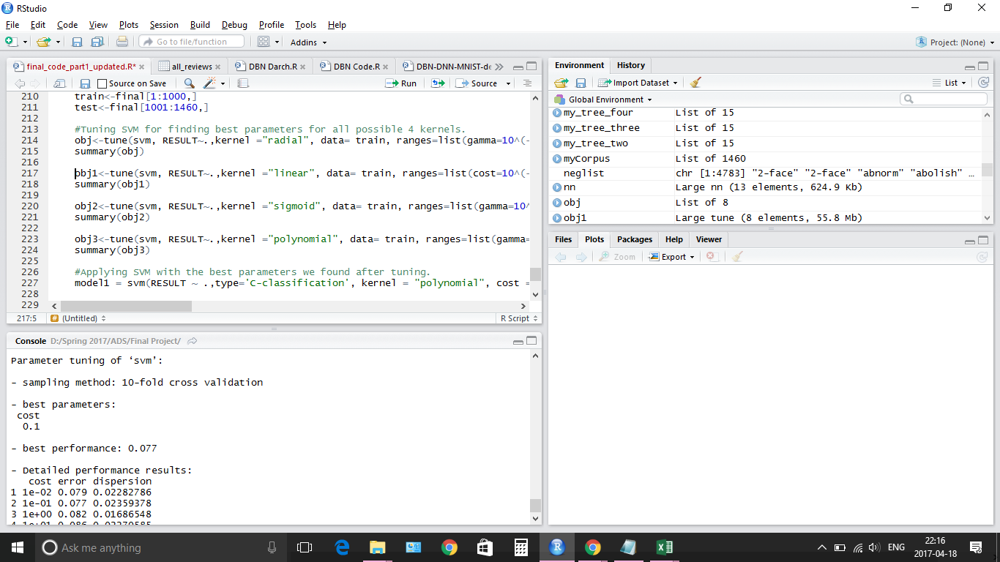 RStudio
File Edit Code View Plots Session Build Debug Profile Tools Help
Go to file/function Addins Project: (None)
final_code_part1_updated.R* all_reviews DBN Darch.R DBN Code.R DBN-DNN-MNIST-de
Source on Save Run Source
210 train<-final[1:1000,]
211 test<-final[1001:1460,]
212
213 #Tuning SVM for finding best parameters for all possible 4 kernels.
214 obj<-tune(svm, RESULT~.,kernel ="radial", data= train, ranges=list(gamma=10^(-
215 summary(obj)
216
217 obj1<-tune(svm, RESULT~.,kernel ="linear", data= train, ranges=list(cost=10^(-
218 summary(obj1)
219
220 obj2<-tune(svm, RESULT~.,kernel ="sigmoid", data= train, ranges=list(gamma=10^
221 summary(obj2)
222
223 obj3<-tune(svm, RESULT~.,kernel ="polynomial", data= train, ranges=list(gamma=
224 summary(obj3)
225
226 #Applying SVM with the best parameters we found after tuning.
227 model1 = svm(RESULT ~ .,type='C-classification', kernel = "polynomial", cost =
228
229
217:5 # (Untitled) R Script
Console D:/Spring 2017/ADS/Final Project/
Parameter tuning of ‘svm’:
- sampling method: 10-fold cross validation
- best parameters:
cost
0.1
- best performance: 0.077
- Detailed performance results:
cost error dispersion
1 1e-02 0.079 0.02282786
2 1e-01 0.077 0.02359378
3 1e+00 0.082 0.01686548
4 1e+01 0.086 0.02270585
Environment History
Import Dataset List
Global Environment
my_tree_four List of 15
my_tree_three List of 15
my_tree_two List of 15
myCorpus List of 1460
neglist chr [1:4783] "2-face" "2-face" "abnorm" "abolish" …
nn Large nn (13 elements, 624.9 Kb)
obj List of 8
obj1 Large tune (8 elements, 55.8 Mb)
Files Plots Packages Help Viewer
Zoom Export
Ask me anything
ENG 22:16
2017-04-18